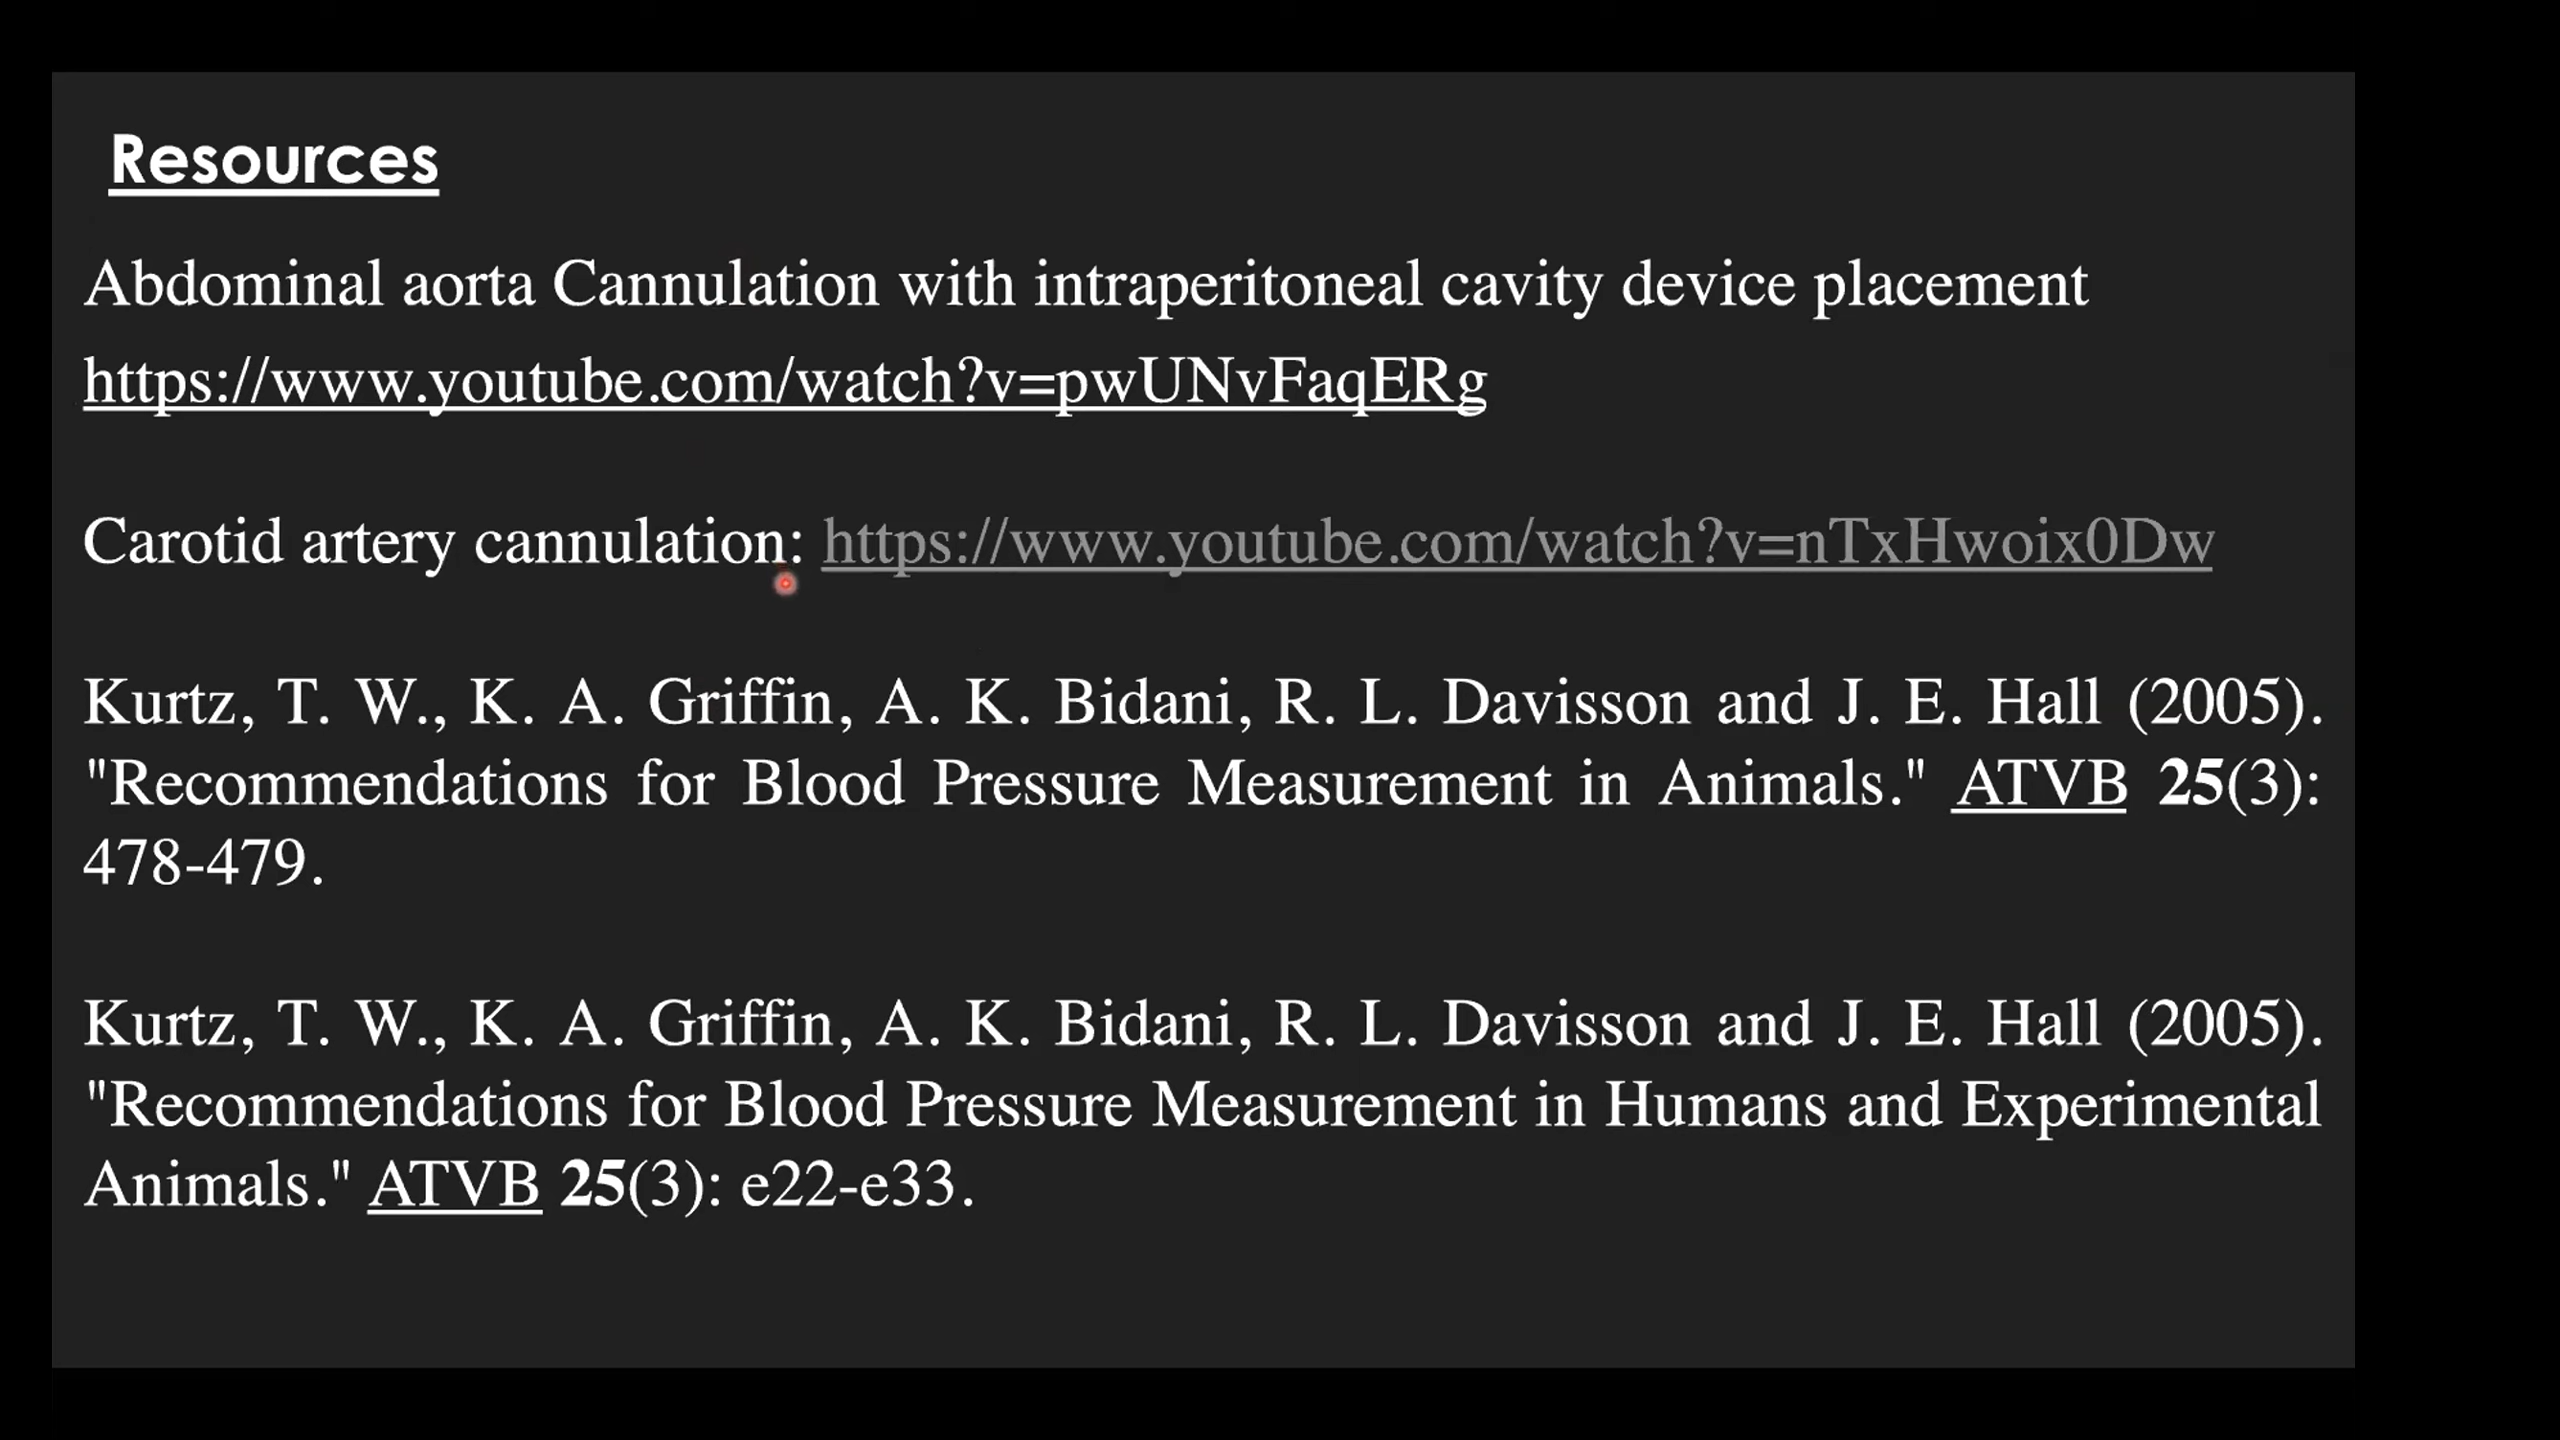 Resources
Abdominal aorta Cannulation with intraperitoneal cavity device placement
https://www.youtube.com/watch?v=pwUNvFaqERg
Carotid artery cannulation: https://www.youtube.com/watch?v=nTxHwoix0Dw
Kurtz, T. W., K. A. Griffin, A. K. Bidani, R. L. Davisson and J. E. Hall (2005).
"Recommendations for Blood Pressure Measurement in Animals." ATVB 25(3):
478-479.
Kurtz, T. W., K. A. Griffin, A. K. Bidani, R. L. Davisson and J. E. Hall (2005).
"Recommendations for Blood Pressure Measurement in Humans and Experimental
Animals." ATVB 25(3): e22-e33.